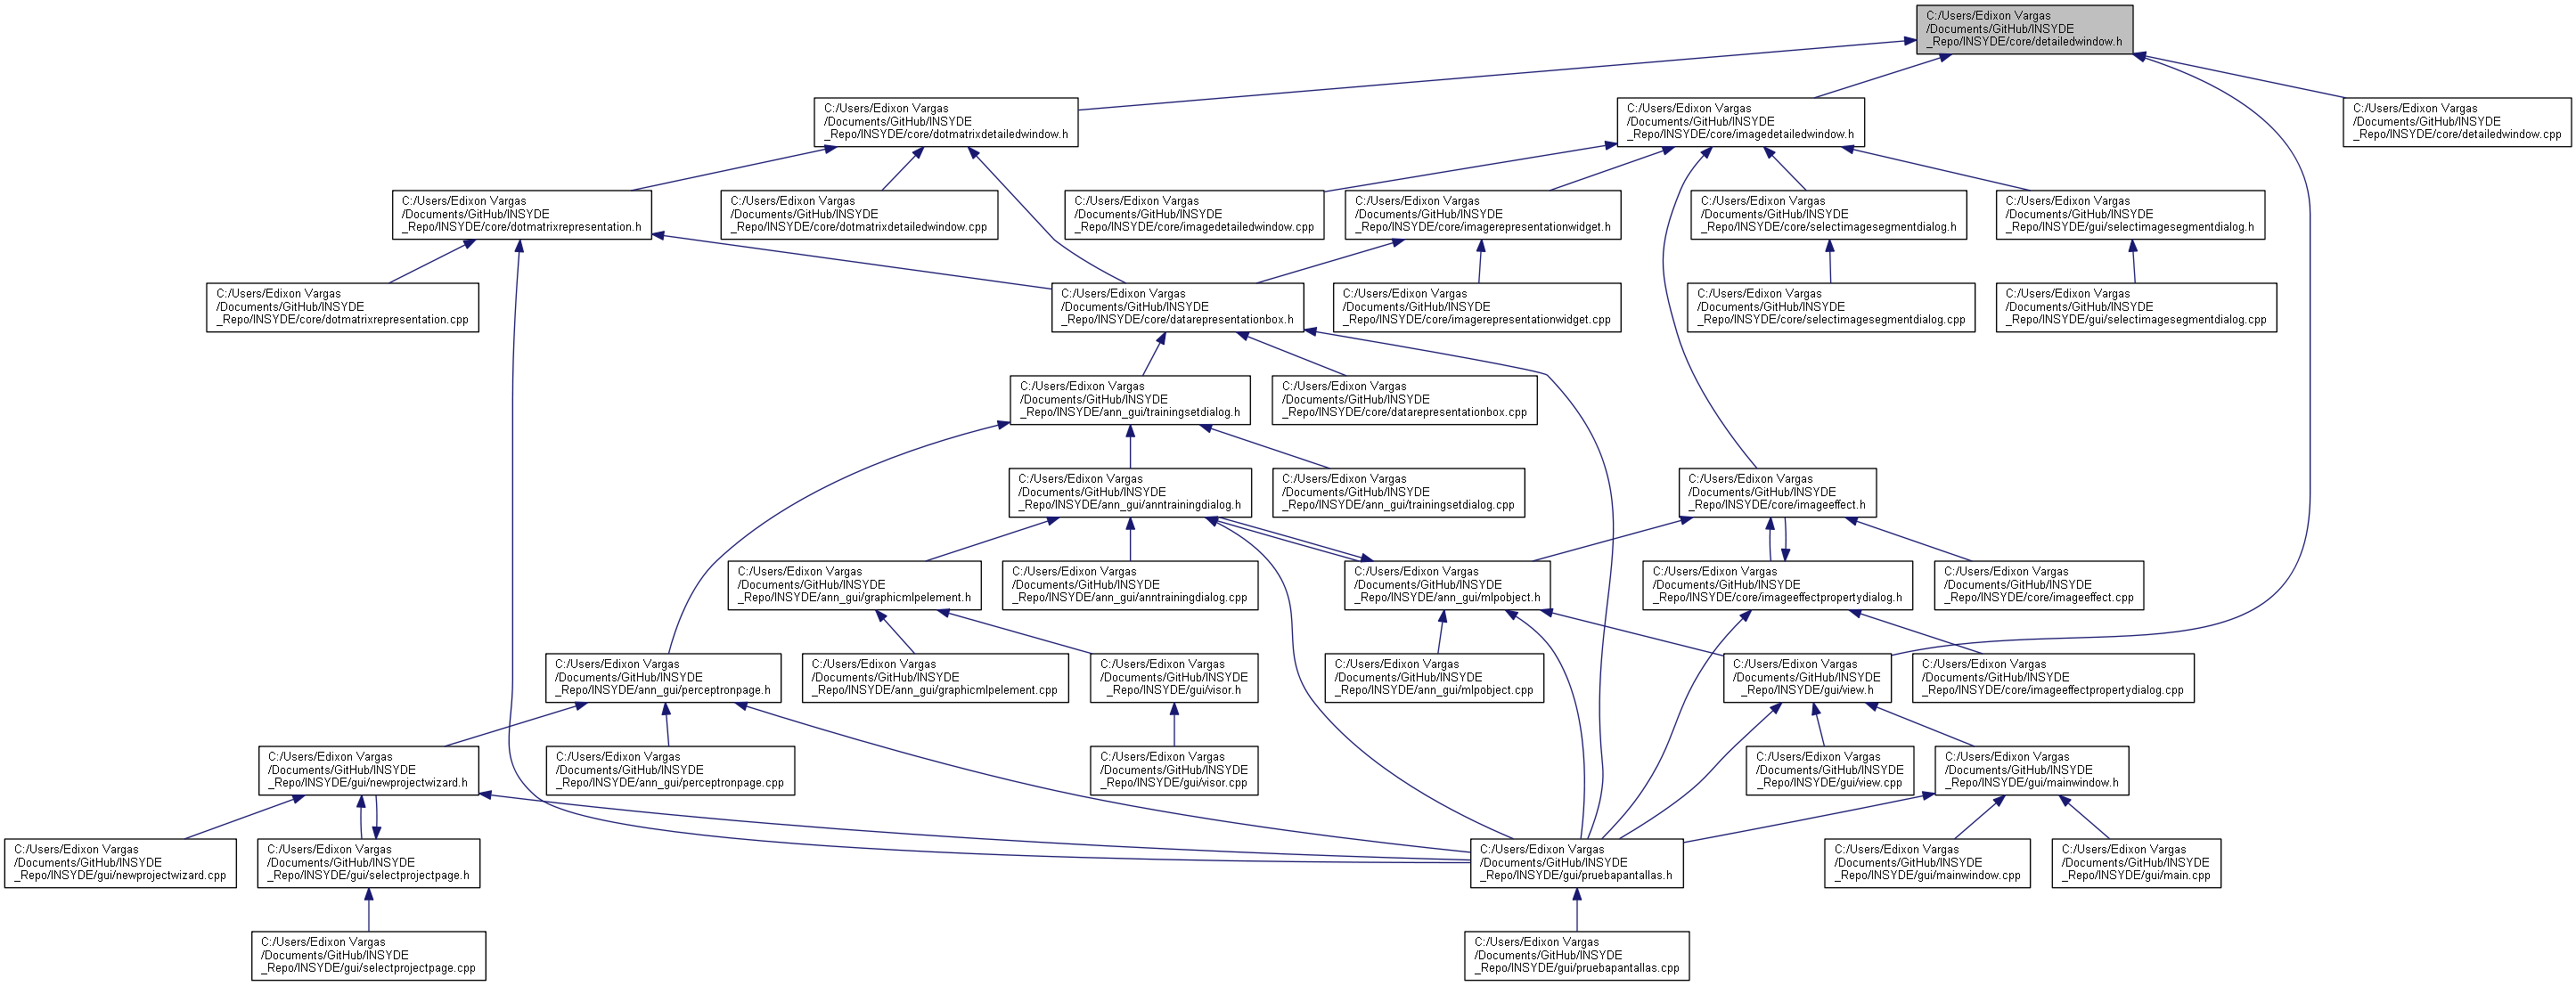 C:/Users/Edixon Vargas
/Documents/GitHub/INSYDE
_Repo/INSYDE/core/detailedwindow.h
C:/Users/Edixon Vargas
/Documents/GitHub/INSYDE
_Repo/INSYDE/core/dotmatrixdetailedwindow.h
C:/Users/Edixon Vargas
/Documents/GitHub/INSYDE
_Repo/INSYDE/core/imagedetailedwindow.h
C:/Users/Edixon Vargas
/Documents/GitHub/INSYDE
_Repo/INSYDE/core/detailedwindow.cpp
C:/Users/Edixon Vargas
/Documents/GitHub/INSYDE
_Repo/INSYDE/core/dotmatrixrepresentation.h
C:/Users/Edixon Vargas
/Documents/GitHub/INSYDE
_Repo/INSYDE/core/dotmatrixdetailedwindow.cpp
C:/Users/Edixon Vargas
/Documents/GitHub/INSYDE
_Repo/INSYDE/core/imagedetailedwindow.cpp
C:/Users/Edixon Vargas
/Documents/GitHub/INSYDE
_Repo/INSYDE/core/imagerepresentationwidget.h
C:/Users/Edixon Vargas
/Documents/GitHub/INSYDE
_Repo/INSYDE/core/selectimagesegmentdialog.h
C:/Users/Edixon Vargas
/Documents/GitHub/INSYDE
_Repo/INSYDE/gui/selectimagesegmentdialog.h
C:/Users/Edixon Vargas
/Documents/GitHub/INSYDE
_Repo/INSYDE/core/dotmatrixrepresentation.cpp
C:/Users/Edixon Vargas
/Documents/GitHub/INSYDE
_Repo/INSYDE/core/datarepresentationbox.h
C:/Users/Edixon Vargas
/Documents/GitHub/INSYDE
_Repo/INSYDE/core/imagerepresentationwidget.cpp
C:/Users/Edixon Vargas
/Documents/GitHub/INSYDE
_Repo/INSYDE/core/selectimagesegmentdialog.cpp
C:/Users/Edixon Vargas
/Documents/GitHub/INSYDE
_Repo/INSYDE/gui/selectimagesegmentdialog.cpp
C:/Users/Edixon Vargas
/Documents/GitHub/INSYDE
_Repo/INSYDE/ann_gui/trainingsetdialog.h
C:/Users/Edixon Vargas
/Documents/GitHub/INSYDE
_Repo/INSYDE/core/datarepresentationbox.cpp
C:/Users/Edixon Vargas
/Documents/GitHub/INSYDE
_Repo/INSYDE/ann_gui/anntrainingdialog.h
C:/Users/Edixon Vargas
/Documents/GitHub/INSYDE
_Repo/INSYDE/ann_gui/trainingsetdialog.cpp
C:/Users/Edixon Vargas
/Documents/GitHub/INSYDE
_Repo/INSYDE/core/imageeffect.h
C:/Users/Edixon Vargas
/Documents/GitHub/INSYDE
_Repo/INSYDE/ann_gui/graphicmlpelement.h
C:/Users/Edixon Vargas
/Documents/GitHub/INSYDE
_Repo/INSYDE/ann_gui/anntrainingdialog.cpp
C:/Users/Edixon Vargas
/Documents/GitHub/INSYDE
_Repo/INSYDE/ann_gui/mlpobject.h
C:/Users/Edixon Vargas
/Documents/GitHub/INSYDE
_Repo/INSYDE/core/imageeffectpropertydialog.h
C:/Users/Edixon Vargas
/Documents/GitHub/INSYDE
_Repo/INSYDE/core/imageeffect.cpp
C:/Users/Edixon Vargas
/Documents/GitHub/INSYDE
_Repo/INSYDE/ann_gui/perceptronpage.h
C:/Users/Edixon Vargas
/Documents/GitHub/INSYDE
_Repo/INSYDE/ann_gui/graphicmlpelement.cpp
C:/Users/Edixon Vargas
/Documents/GitHub/INSYDE
_Repo/INSYDE/gui/visor.h
C:/Users/Edixon Vargas
/Documents/GitHub/INSYDE
_Repo/INSYDE/ann_gui/mlpobject.cpp
C:/Users/Edixon Vargas
/Documents/GitHub/INSYDE
_Repo/INSYDE/gui/view.h
C:/Users/Edixon Vargas
/Documents/GitHub/INSYDE
_Repo/INSYDE/core/imageeffectpropertydialog.cpp
C:/Users/Edixon Vargas
/Documents/GitHub/INSYDE
_Repo/INSYDE/gui/newprojectwizard.h
C:/Users/Edixon Vargas
/Documents/GitHub/INSYDE
_Repo/INSYDE/ann_gui/perceptronpage.cpp
C:/Users/Edixon Vargas
/Documents/GitHub/INSYDE
_Repo/INSYDE/gui/visor.cpp
C:/Users/Edixon Vargas
/Documents/GitHub/INSYDE
_Repo/INSYDE/gui/view.cpp
C:/Users/Edixon Vargas
/Documents/GitHub/INSYDE
_Repo/INSYDE/gui/mainwindow.h
C:/Users/Edixon Vargas
/Documents/GitHub/INSYDE
_Repo/INSYDE/gui/newprojectwizard.cpp
C:/Users/Edixon Vargas
/Documents/GitHub/INSYDE
_Repo/INSYDE/gui/selectprojectpage.h
C:/Users/Edixon Vargas
/Documents/GitHub/INSYDE
_Repo/INSYDE/gui/pruebapantallas.h
C:/Users/Edixon Vargas
/Documents/GitHub/INSYDE
_Repo/INSYDE/gui/mainwindow.cpp
C:/Users/Edixon Vargas
/Documents/GitHub/INSYDE
_Repo/INSYDE/gui/main.cpp
C:/Users/Edixon Vargas
/Documents/GitHub/INSYDE
_Repo/INSYDE/gui/selectprojectpage.cpp
C:/Users/Edixon Vargas
/Documents/GitHub/INSYDE
_Repo/INSYDE/gui/pruebapantallas.cpp